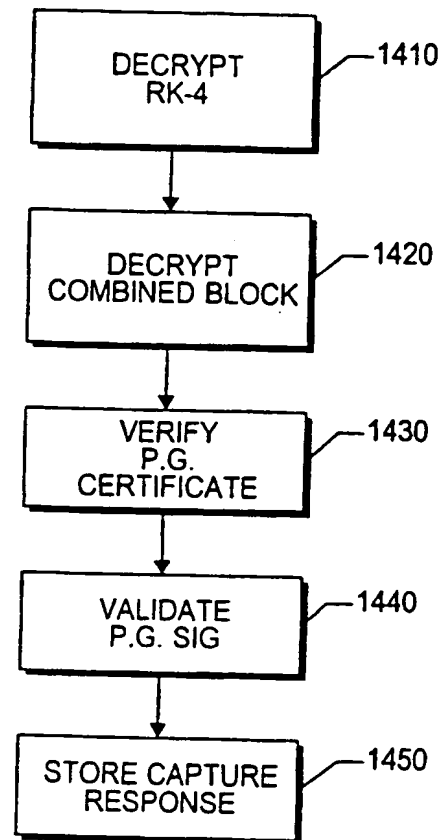 DECRYPT
RK-4
1410
DECRYPT
COMBINED BLOCK
1420
VERIFY
P.G.
CERTIFICATE
1430
VALIDATE
P.G. SIG
1440
STORE CAPTURE
RESPONSE
1450